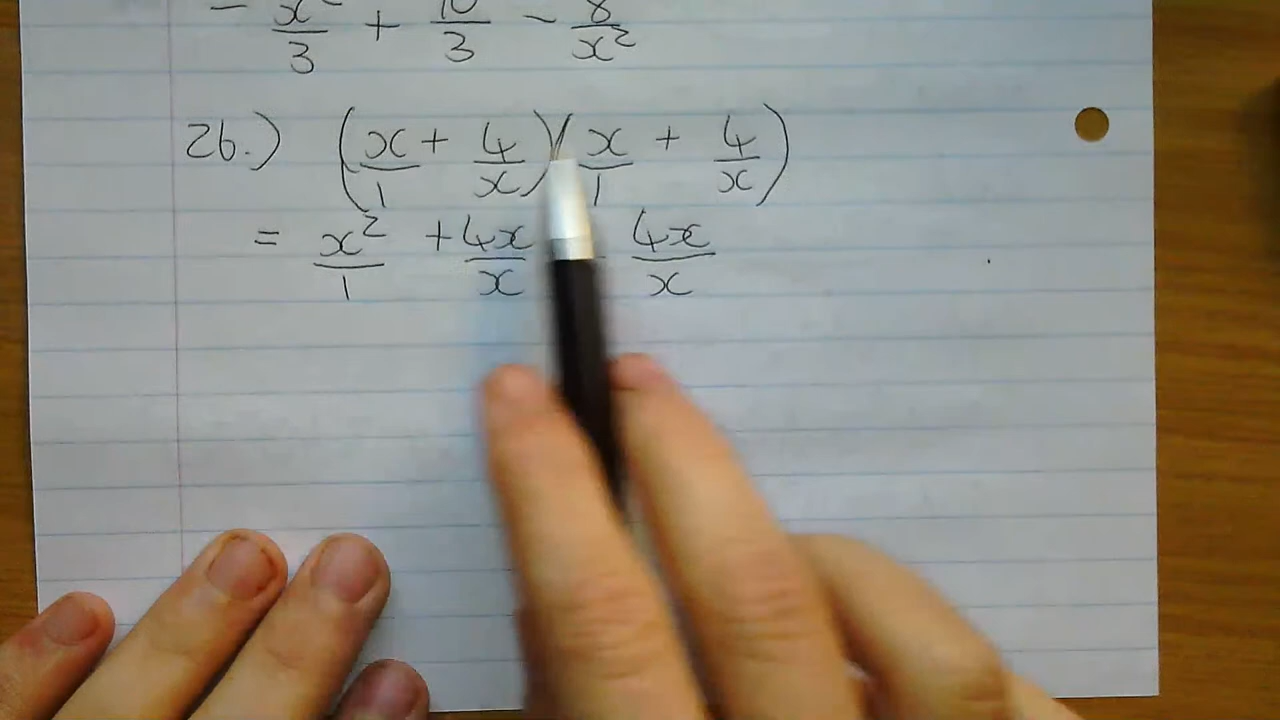 - x²/3 + 10/3 - 8/x²
26.) (x/1 + 4/x)(x/1 + 4/x)
= x²/1 + 4x/x 4x/x